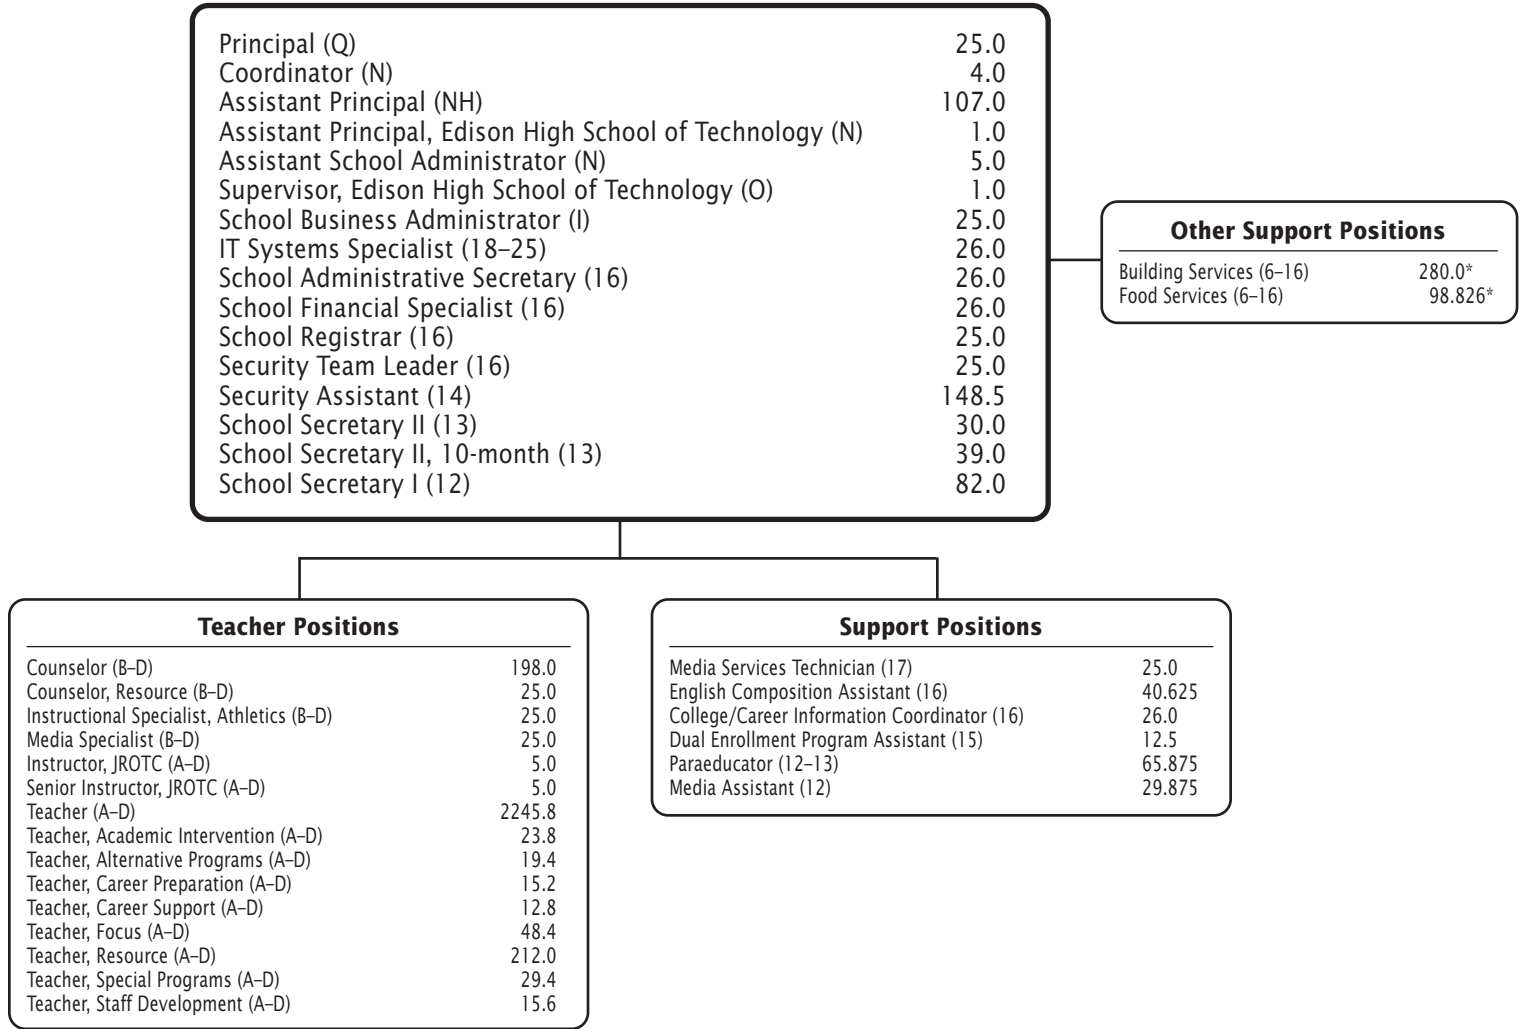 Principal (Q) 25.0
Coordinator (N) 4.0
Assistant Principal (NH) 107.0
Assistant Principal, Edison High School of Technology (N) 1.0
Assistant School Administrator (N) 5.0
Supervisor, Edison High School of Technology (O) 1.0
School Business Administrator (I) 25.0
IT Systems Specialist (18–25) 26.0
School Administrative Secretary (16) 26.0
School Financial Specialist (16) 26.0
School Registrar (16) 25.0
Security Team Leader (16) 25.0
Security Assistant (14) 148.5
School Secretary II (13) 30.0
School Secretary II, 10-month (13) 39.0
School Secretary I (12) 82.0
Other Support Positions
Building Services (6–16) 280.0*
Food Services (6–16) 98.826*
Teacher Positions
Counselor (B–D) 198.0
Counselor, Resource (B–D) 25.0
Instructional Specialist, Athletics (B–D) 25.0
Media Specialist (B–D) 25.0
Instructor, JROTC (A–D) 5.0
Senior Instructor, JROTC (A–D) 5.0
Teacher (A–D) 2245.8
Teacher, Academic Intervention (A–D) 23.8
Teacher, Alternative Programs (A–D) 19.4
Teacher, Career Preparation (A–D) 15.2
Teacher, Career Support (A–D) 12.8
Teacher, Focus (A–D) 48.4
Teacher, Resource (A–D) 212.0
Teacher, Special Programs (A–D) 29.4
Teacher, Staff Development (A–D) 15.6
Support Positions
Media Services Technician (17) 25.0
English Composition Assistant (16) 40.625
College/Career Information Coordinator (16) 26.0
Dual Enrollment Program Assistant (15) 12.5
Paraeducator (12–13) 65.875
Media Assistant (12) 29.875